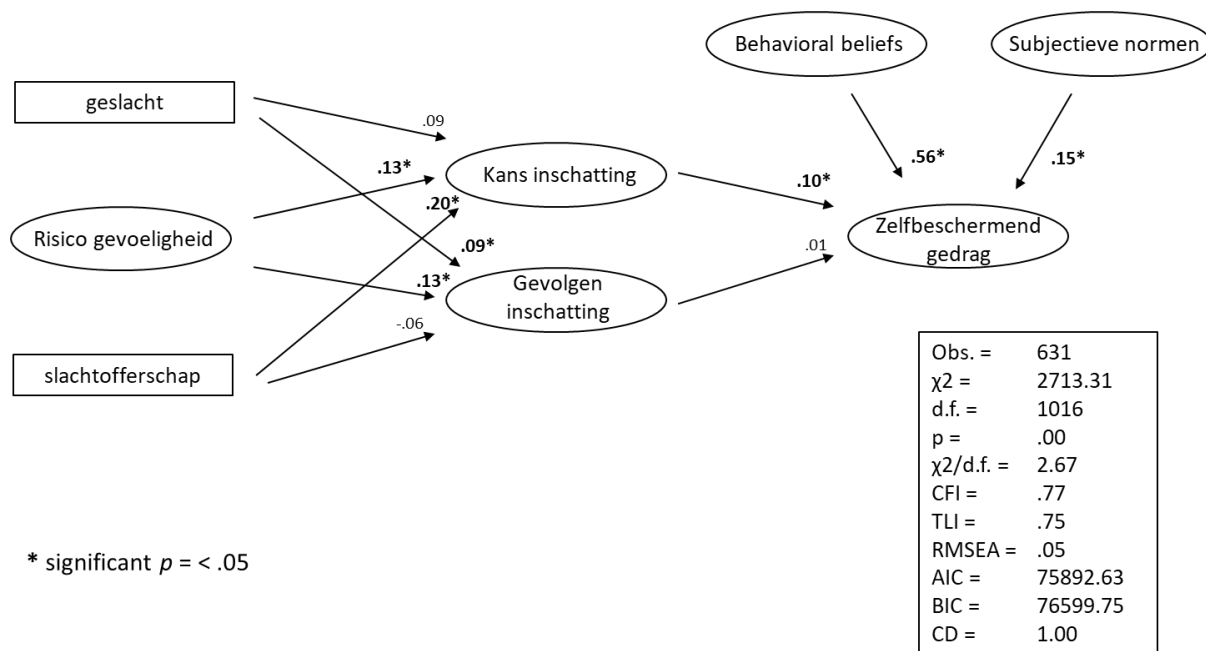 Behavioral beliefs
Subjectieve normen
geslacht
.09
.56*
.15*
.13*
Kans inschatting
.10*
.20*
Risico gevoeligheid
Zelfbeschermend
gedrag
.09*
.01
.13*
Gevolgen
inschatting
-.06
slachtofferschap
Obs. = 631
χ2 = 2713.31
d.f. = 1016
p = .00
χ2/d.f. = 2.67
CFI = .77
TLI = .75
RMSEA = .05
AIC = 75892.63
BIC = 76599.75
CD = 1.00
* significant p = < .05